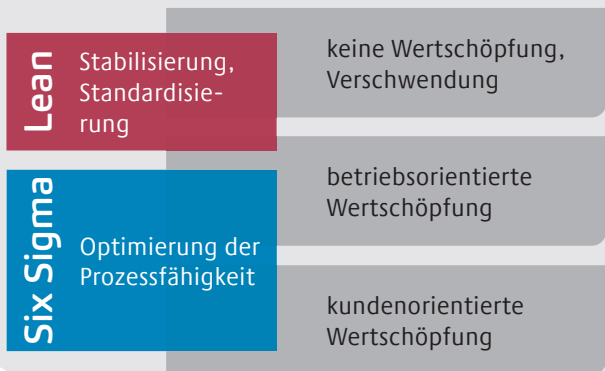 Lean
Stabilisierung,
Standardisie-
rung
keine Wertschöpfung,
Verschwendung
betriebsorientierte
Wertschöpfung
Six Sigma
Optimierung der
Prozessfähigkeit
kundenorientierte
Wertschöpfung